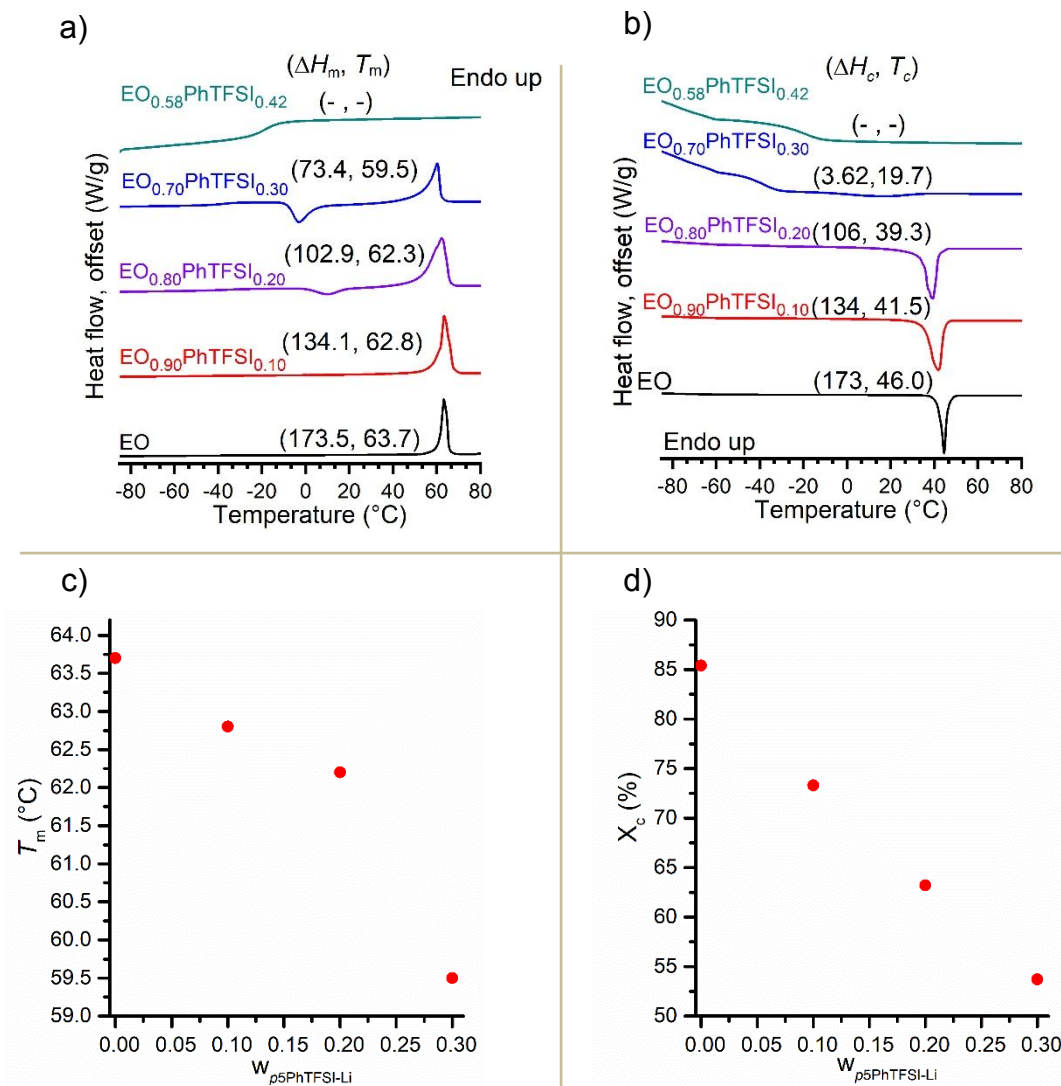 a)
(ΔHm, Tm)
Endo up
EO0.58PhTFSI0.42
(- , -)
EO0.70PhTFSI0.30
(73.4, 59.5)
EO0.80PhTFSI0.20
(102.9, 62.3)
EO0.90PhTFSI0.10
(134.1, 62.8)
EO
(173.5, 63.7)
Heat flow, offset (W/g)
-80 -60 -40 -20 0 20 40 60 80
Temperature (°C)
b)
(ΔHc, Tc)
EO0.58PhTFSI0.42
(- , -)
EO0.70PhTFSI0.30
(3.62,19.7)
EO0.80PhTFSI0.20
(106, 39.3)
EO0.90PhTFSI0.10
(134, 41.5)
EO
(173, 46.0)
Endo up
Heat flow, offset (W/g)
-80 -60 -40 -20 0 20 40 60 80
Temperature (°C)
c)
64.0
63.5
63.0
62.5
62.0
61.5
61.0
60.5
60.0
59.5
59.0
Tm (°C)
0.00 0.05 0.10 0.15 0.20 0.25 0.30
wp5PhTFSI-Li
d)
90
85
80
75
70
65
60
55
50
Xc (%)
0.00 0.05 0.10 0.15 0.20 0.25 0.30
wp5PhTFSI-Li